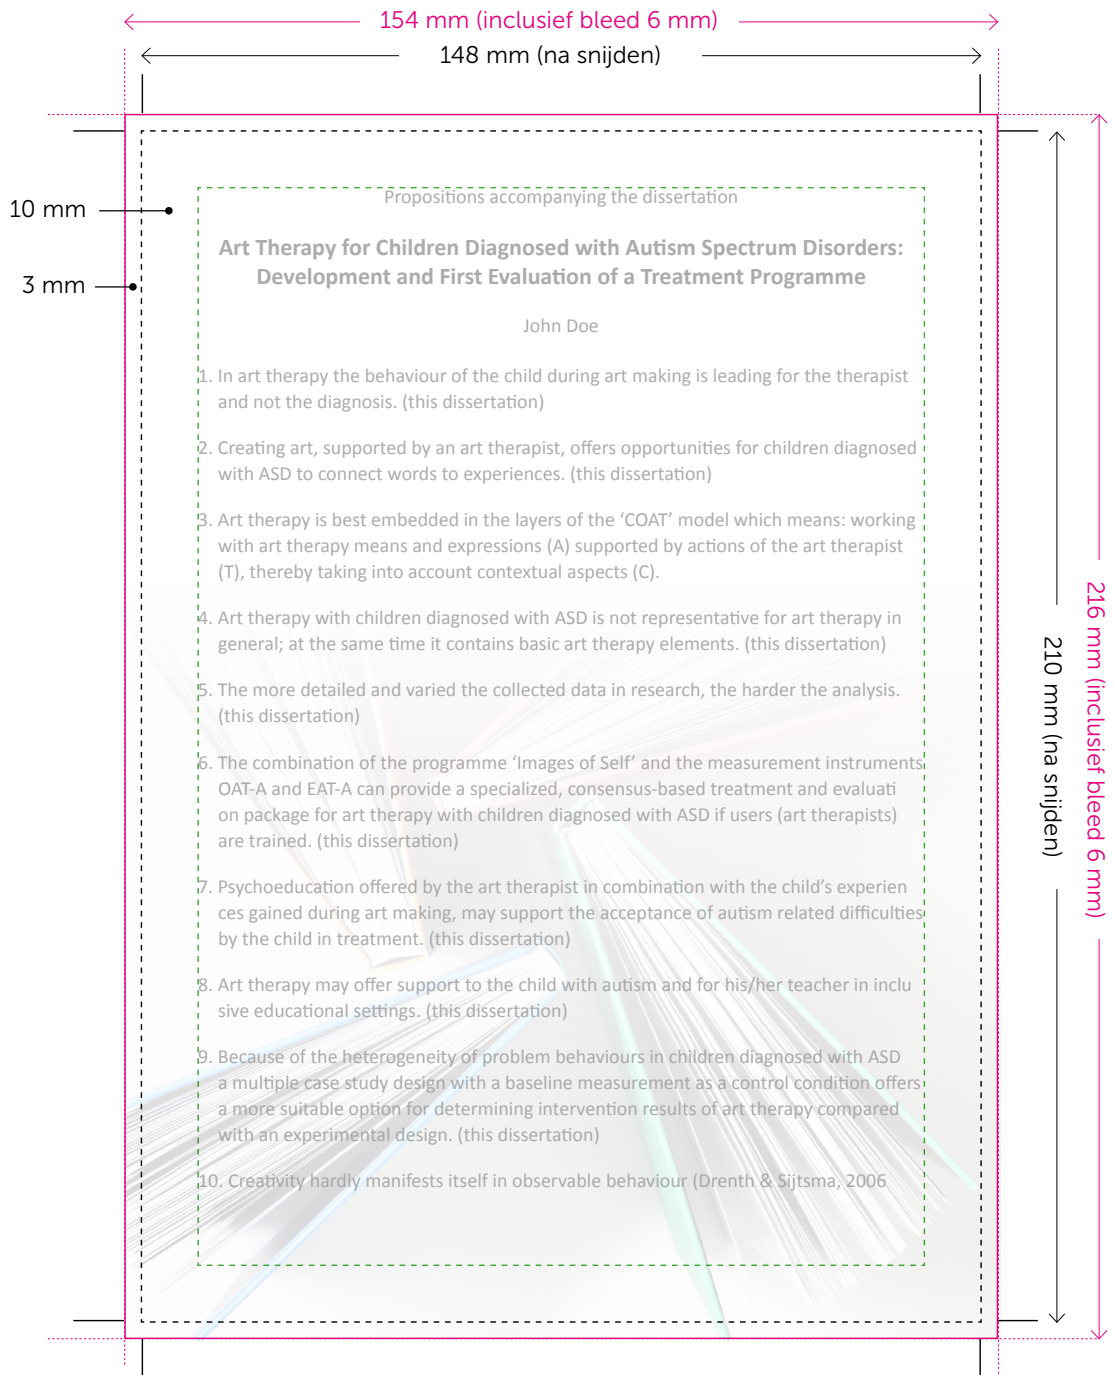 154 mm (inclusief bleed 6 mm)
148 mm (na snijden)
10 mm
3 mm
Propositions accompanying the dissertation
Art Therapy for Children Diagnosed with Autism Spectrum Disorders:
Development and First Evaluation of a Treatment Programme
John Doe
1. In art therapy the behaviour of the child during art making is leading for the therapist
and not the diagnosis. (this dissertation)
2. Creating art, supported by an art therapist, offers opportunities for children diagnosed
with ASD to connect words to experiences. (this dissertation)
3. Art therapy is best embedded in the layers of the ‘COAT’ model which means: working
with art therapy means and expressions (A) supported by actions of the art therapist
(T), thereby taking into account contextual aspects (C).
4. Art therapy with children diagnosed with ASD is not representative for art therapy in
general; at the same time it contains basic art therapy elements. (this dissertation)
5. The more detailed and varied the collected data in research, the harder the analysis.
(this dissertation)
6. The combination of the programme ‘Images of Self’ and the measurement instruments
OAT-A and EAT-A can provide a specialized, consensus-based treatment and evaluati
on package for art therapy with children diagnosed with ASD if users (art therapists)
are trained. (this dissertation)
7. Psychoeducation offered by the art therapist in combination with the child’s experien
ces gained during art making, may support the acceptance of autism related difficulties
by the child in treatment. (this dissertation)
8. Art therapy may offer support to the child with autism and for his/her teacher in inclu
sive educational settings. (this dissertation)
9. Because of the heterogeneity of problem behaviours in children diagnosed with ASD
a multiple case study design with a baseline measurement as a control condition offers
a more suitable option for determining intervention results of art therapy compared
with an experimental design. (this dissertation)
10. Creativity hardly manifests itself in observable behaviour (Drenth & Sijtsma, 2006
210 mm (na snijden)
216 mm (inclusief bleed 6 mm)